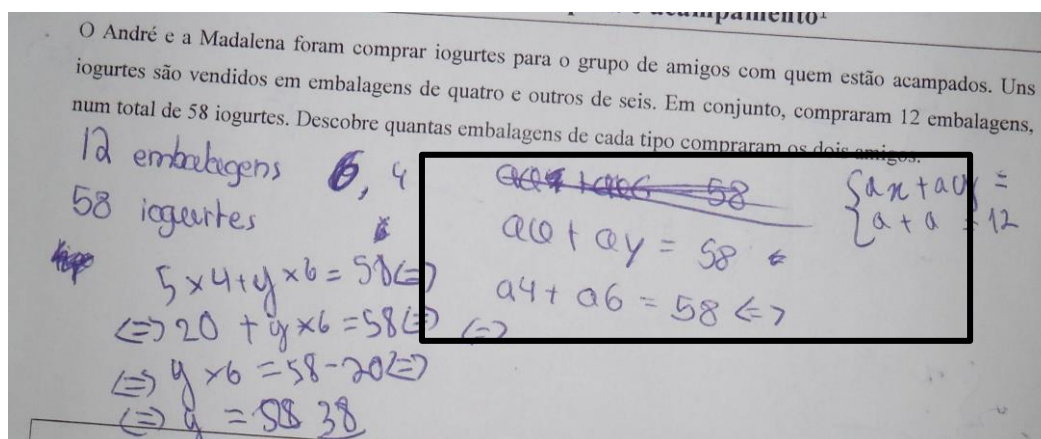 acampamento¹
O André e a Madalena foram comprar iogurtes para o grupo de amigos com quem estão acampados. Uns
iogurtes são vendidos em embalagens de quatro e outros de seis. Em conjunto, compraram 12 embalagens,
num total de 58 iogurtes. Descobre quantas embalagens de cada tipo compraram os dois amigos.
12 embalagens 6, 4
58 iogurtes
5 x 4 + y x 6 = 58 <=>
<=> 20 + y x 6 = 58 <=>
<=> y x 6 = 58 - 20 <=>
<=> y = 38
58
+ ay = 58
a4 + a6 = 58 <=>
<=>
{ax + ay =
{a + a = 12